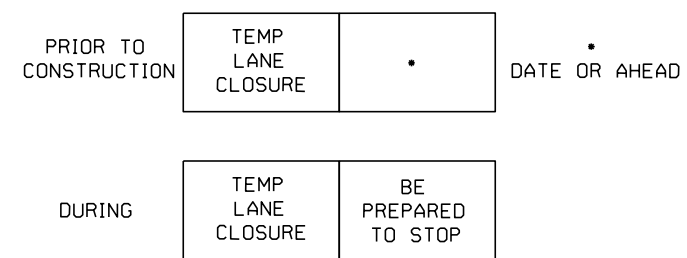 PRIOR TO
CONSTRUCTION
TEMP
LANE
CLOSURE
*
*
DATE OR AHEAD
DURING
TEMP
LANE
CLOSURE
BE
PREPARED
TO STOP